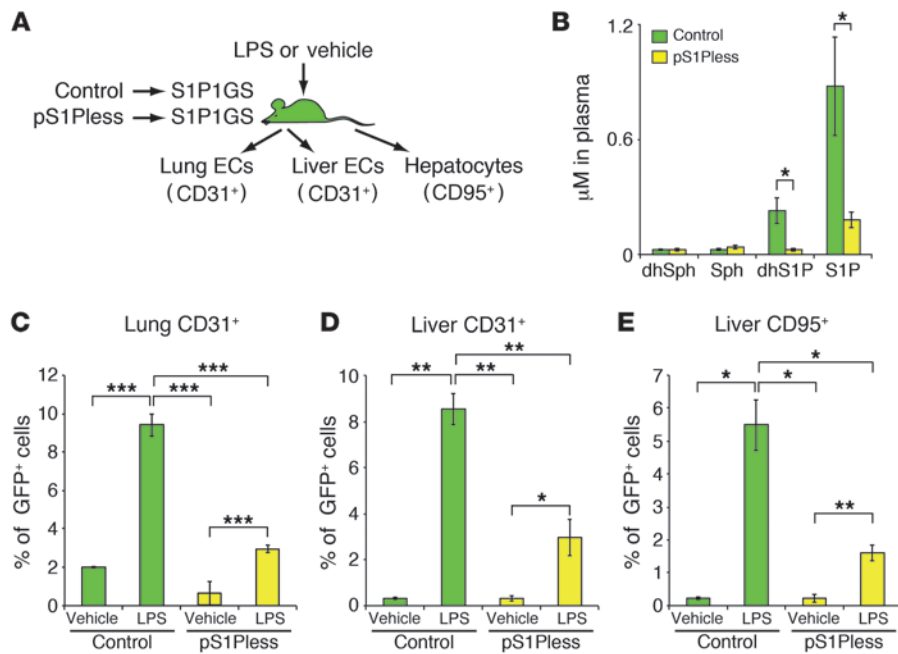 A
LPS or vehicle
Control S1P1GS
pS1Pless S1P1GS
Lung ECs Liver ECs Hepatocytes
(CD31+) (CD31+) (CD95+)
B
1.2
0.6
0
μM in plasma
Control
pS1Pless
*
*
dhSph Sph dhS1P S1P
C
Lung CD31+
% of GFP+ cells
12
10
8
6
4
2
0
***
***
***
***
Vehicle LPS Vehicle LPS
Control pS1Pless
D
Liver CD31+
% of GFP+ cells
10
8
6
4
2
0
**
**
**
*
Vehicle LPS Vehicle LPS
Control pS1Pless
E
Liver CD95+
% of GFP+ cells
7
6
5
4
3
2
1
0
*
*
*
**
Vehicle LPS Vehicle LPS
Control pS1Pless